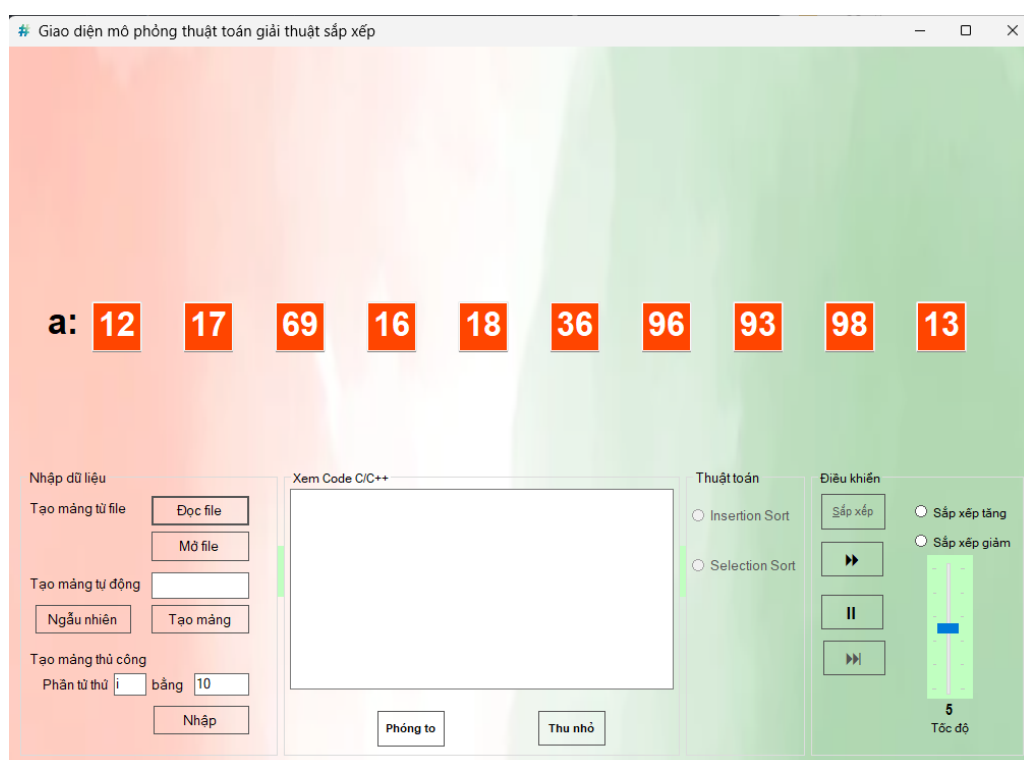 Giao diện mô phỏng thuật toán giải thuật sắp xếp
a: 12 17 69 16 18 36 96 93 98 13
Nhập dữ liệu
Tạo mảng từ file
Đọc file
Mở file
Tạo mảng tự động
Ngẫu nhiên
Tạo mảng
Tạo mảng thủ công
Phần tử thứ i bằng 10
Nhập
Xem Code C/C++
Phóng to
Thu nhỏ
Thuật toán
Insertion Sort
Selection Sort
Điều khiển
Sắp xếp
Sắp xếp tăng
Sắp xếp giảm
5
Tốc độ